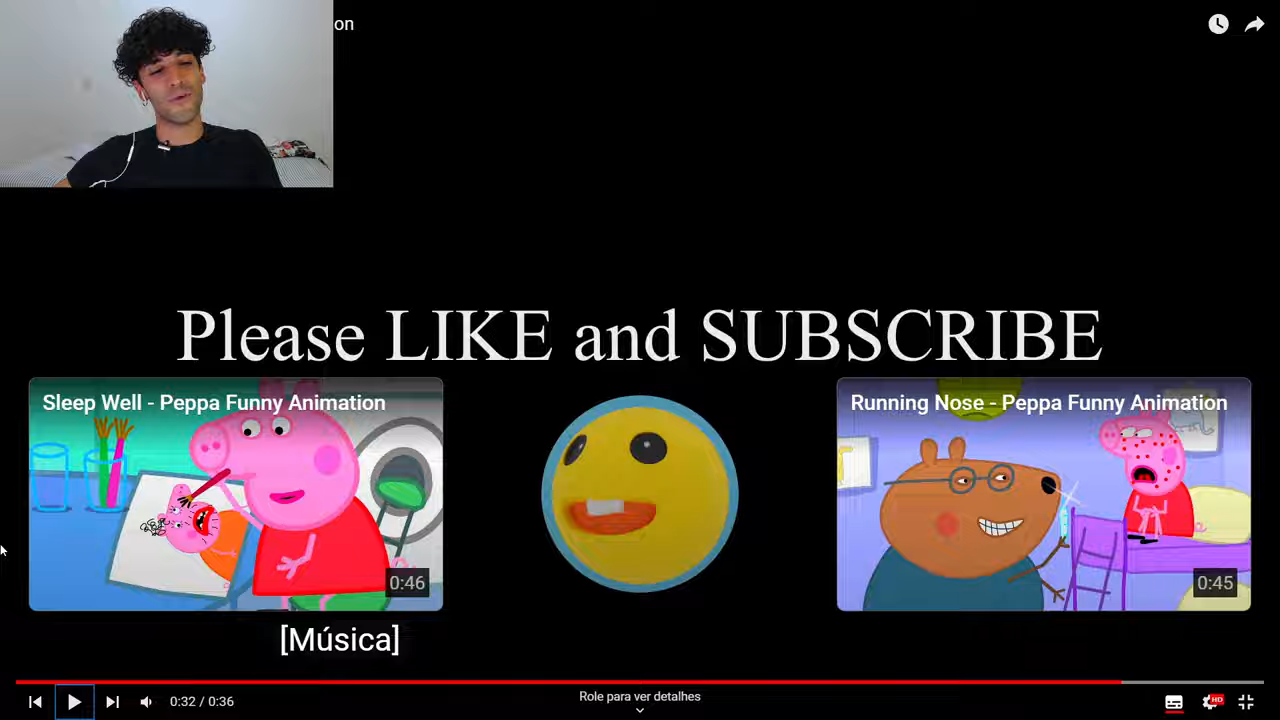 on
Please LIKE and SUBSCRIBE
Sleep Well - Peppa Funny Animation
Running Nose - Peppa Funny Animation
0:46
0:45
[Música]
0:32 / 0:36
Role para ver detalhes
HD